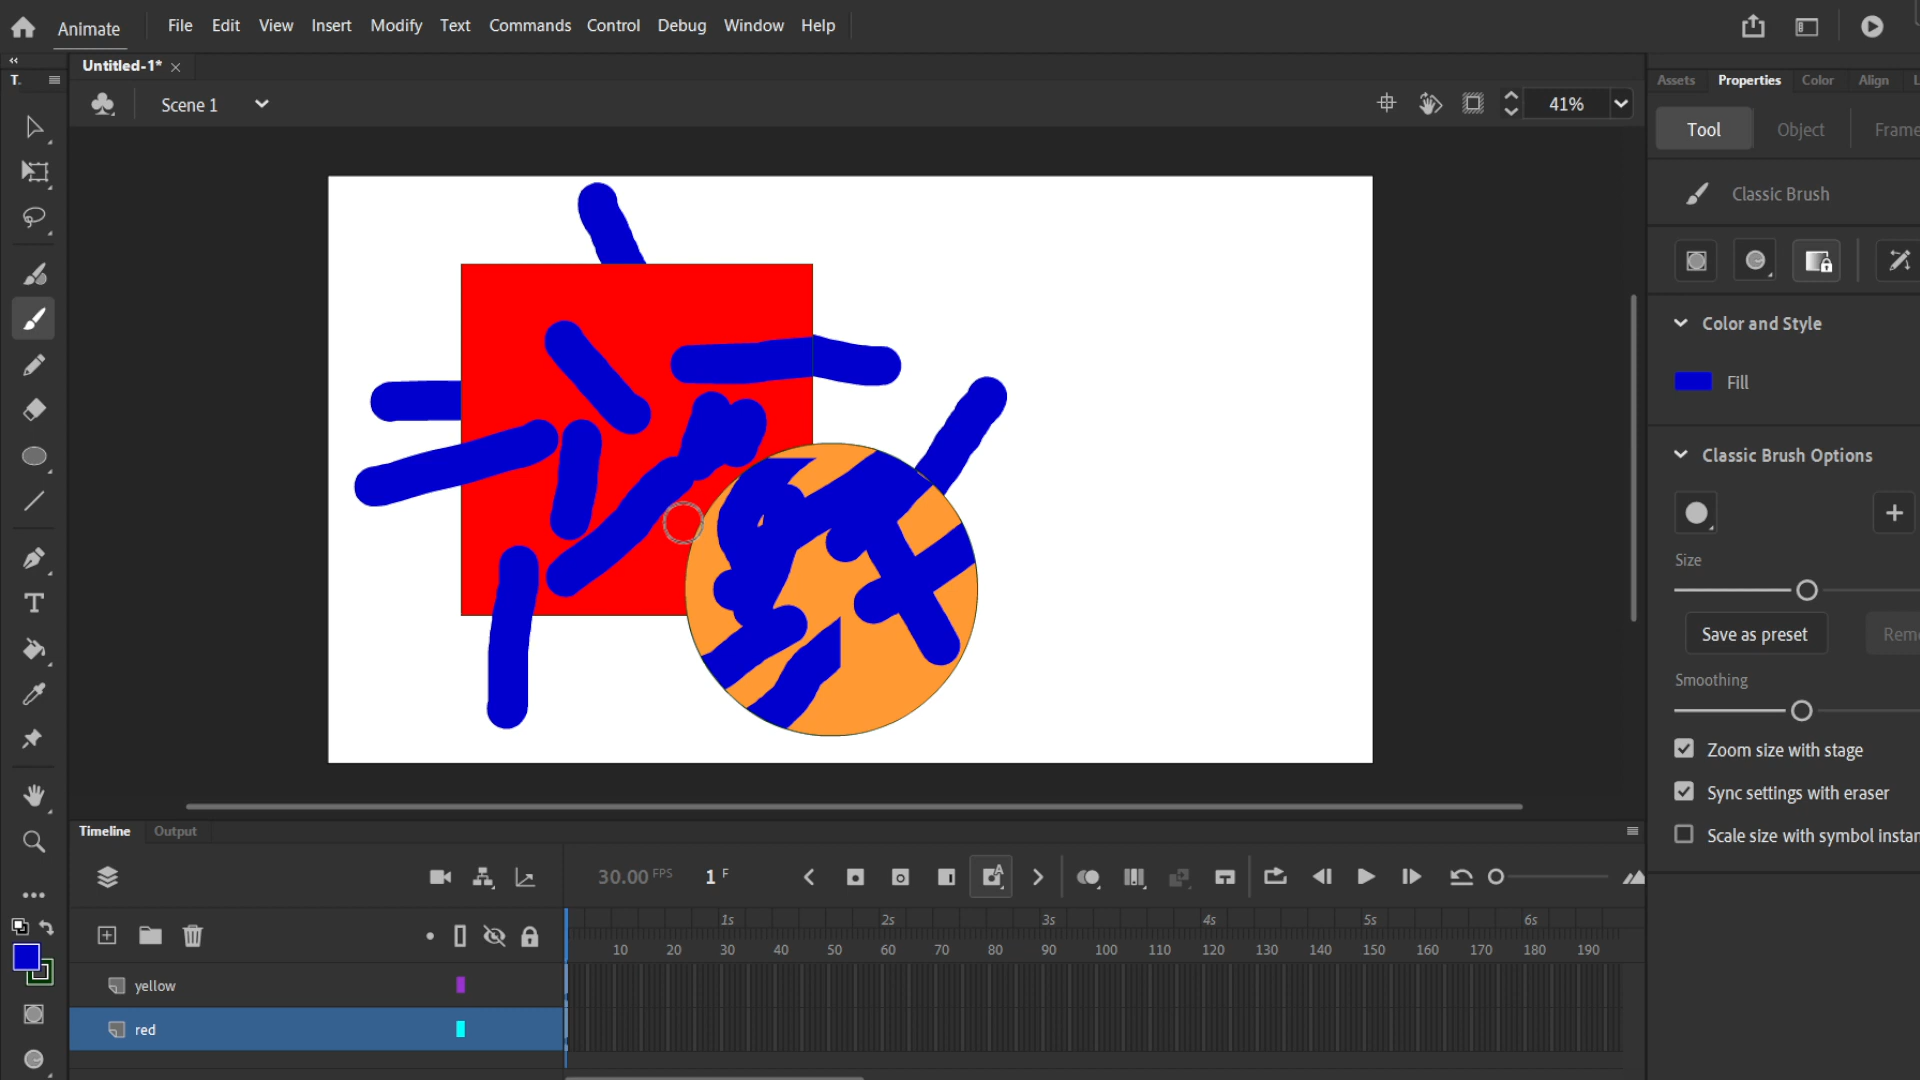 Animate File Edit View Insert Modify Text Commands Control Debug Window Help
Untitled-1*
T.
Assets Properties Color Align L
Scene 1
41%
Tool Object Frame
Classic Brush
Color and Style
Fill
Classic Brush Options
Size
Save as preset Rem
Smoothing
Zoom size with stage
Sync settings with eraser
Scale size with symbol instan
Timeline Output
30.00 FPS 1 F
1s 2s 3s 4s 5s 6s
10 20 30 40 50 60 70 80 90 100 110 120 130 140 150 160 170 180 190
yellow
red